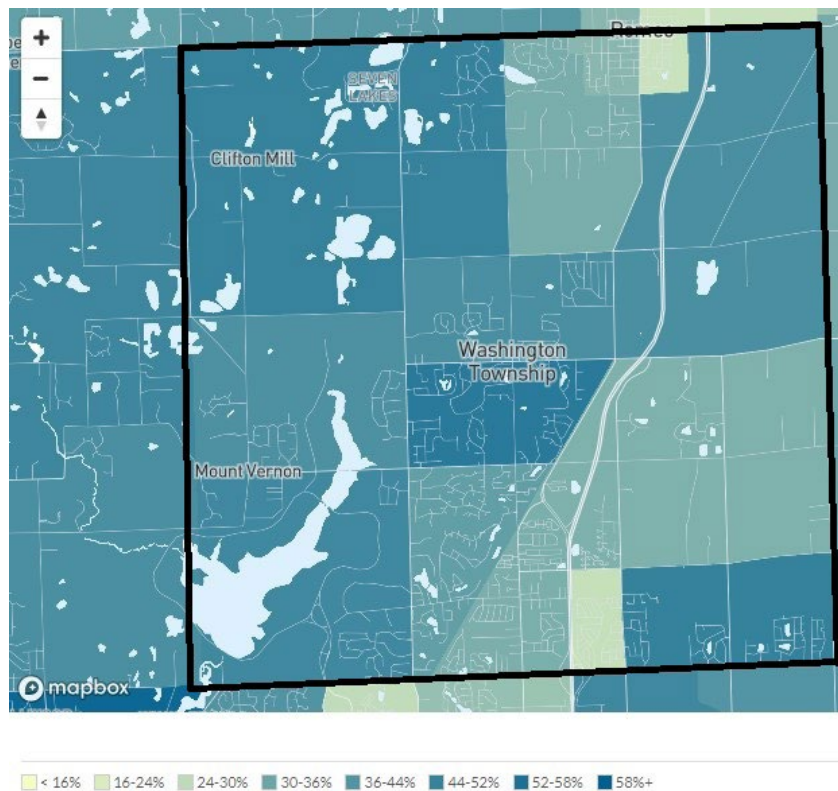 +
Romeo
−
SEVEN
LAKES
Clifton Mill
Washington
Township
Mount Vernon
mapbox
< 16% 16-24% 24-30% 30-36% 36-44% 44-52% 52-58% 58%+